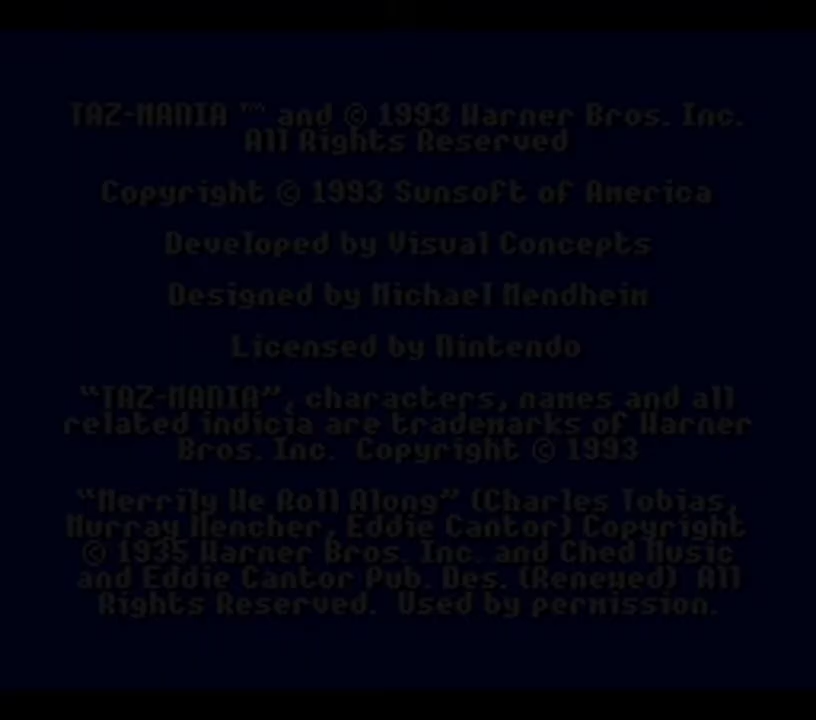 TAZ-MANIA ™ and © 1993 Warner Bros. Inc.
All Rights Reserved
Copyright © 1993 Sunsoft of America
Developed by Visual Concepts
Designed by Michael Mendheim
Licensed by Nintendo
“TAZ-MANIA”, characters, names and all
related indicia are trademarks of Warner
Bros. Inc. Copyright © 1993
“Merrily We Roll Along” (Charles Tobias,
Murray Mencher, Eddie Cantor) Copyright
© 1935 Warner Bros. Inc. and Ched Music
and Eddie Cantor Pub. Des. (Renewed) All
Rights Reserved. Used by permission.